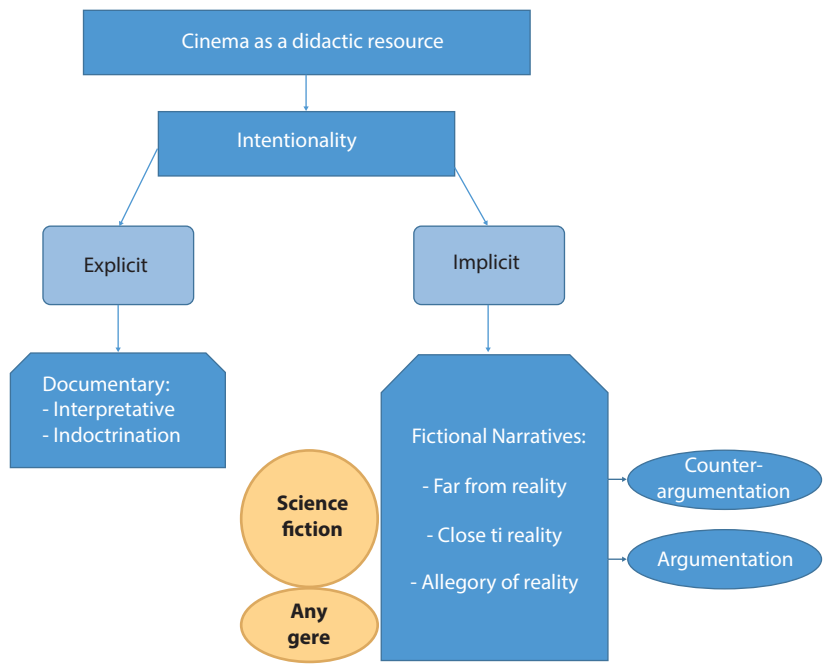 Cinema as a didactic resource
Intentionality
Explicit
Implicit
Documentary:
- Interpretative
- Indoctrination
Fictional Narratives:
- Far from reality
- Close ti reality
- Allegory of reality
Science
fiction
Any
gere
Counter-
argumentation
Argumentation